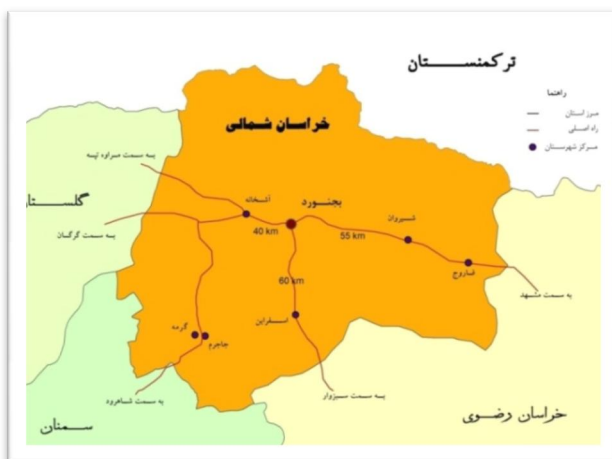 ترکمنستان
خراسان شمالی
راهنما
مرز استان
راه اصلی
مرکز شهرستان
به سمت مراوه تپه
گلستان
آشخانه
بجنورد
شیروان
40 km
55 km
به سمت گرگان
فاروج
60 km
به سمت مشهد
اسفراین
گرمه
جاجرم
به سمت سبزوار
به سمت شاهرود
خراسان رضوی
سمنان